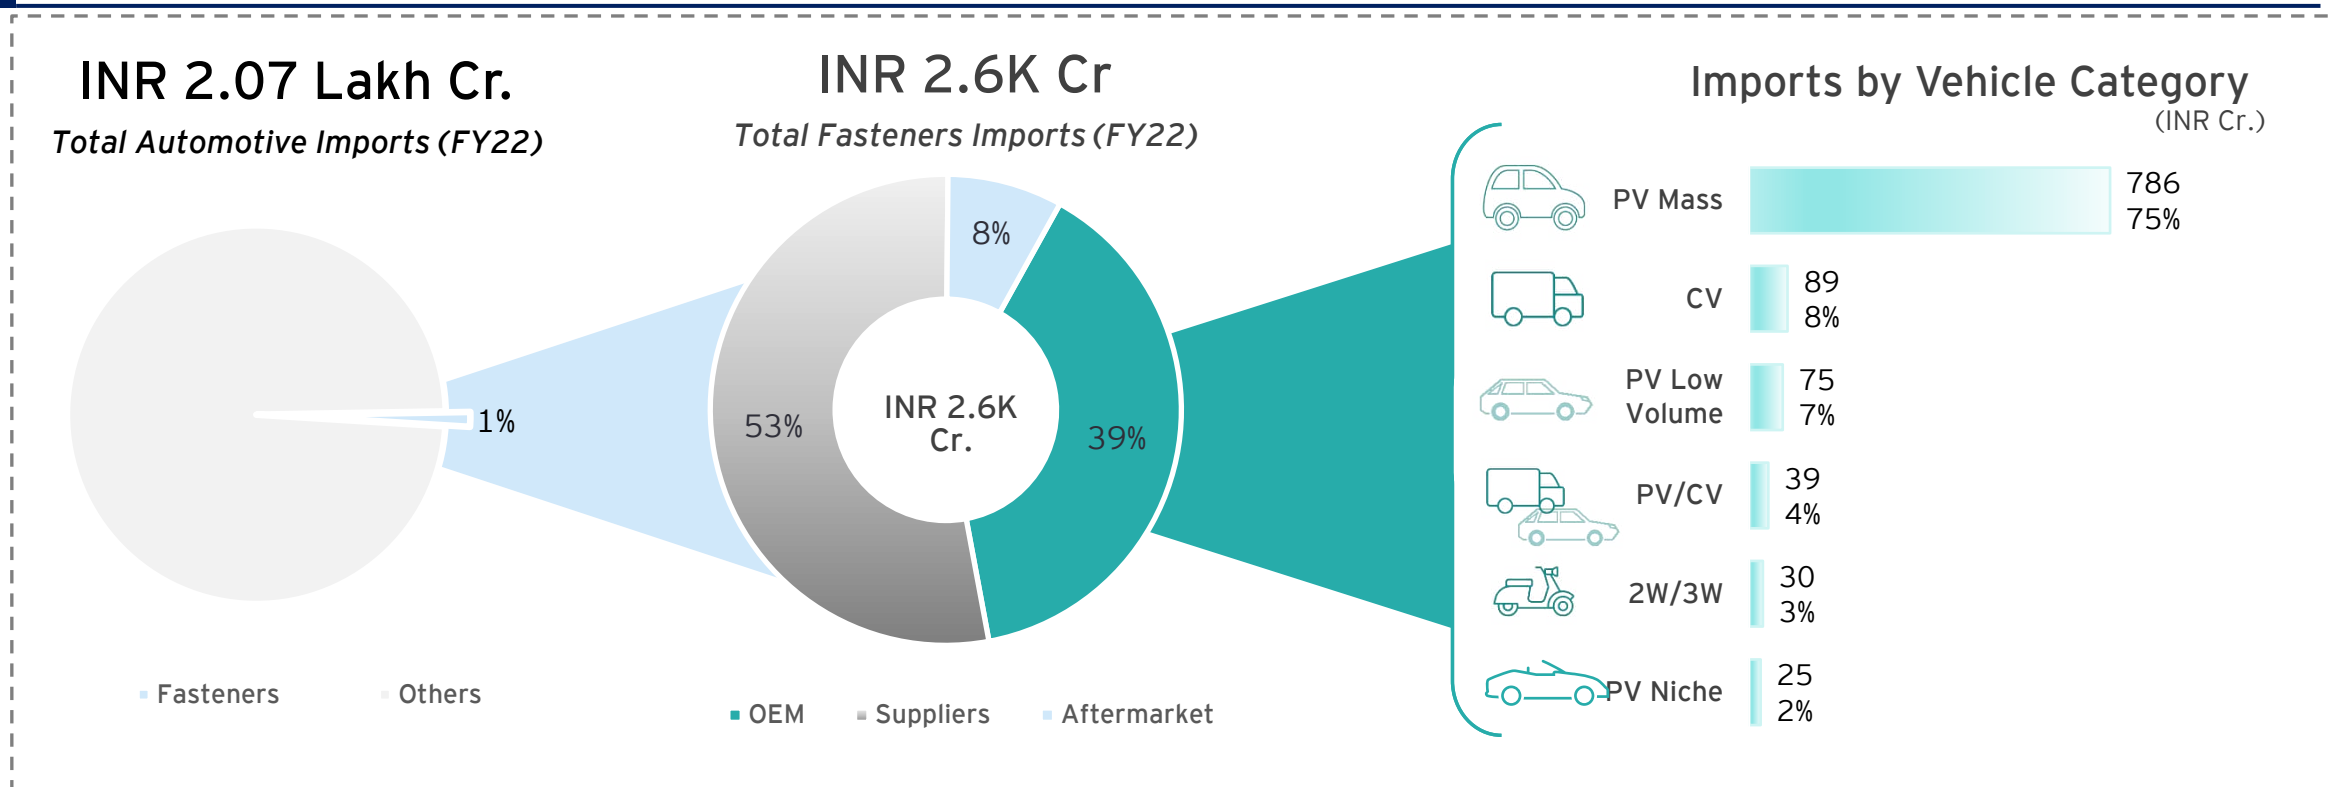 INR 2.07 Lakh Cr.
Total Automotive Imports (FY22)
1%
Fasteners
Others
INR 2.6K Cr
Total Fasteners Imports (FY22)
8%
53%
39%
INR 2.6K
Cr.
OEM
Suppliers
Aftermarket
Imports by Vehicle Category
(INR Cr.)
PV Mass
786
75%
CV
89
8%
PV Low
Volume
75
7%
PV/CV
39
4%
2W/3W
30
3%
PV Niche
25
2%